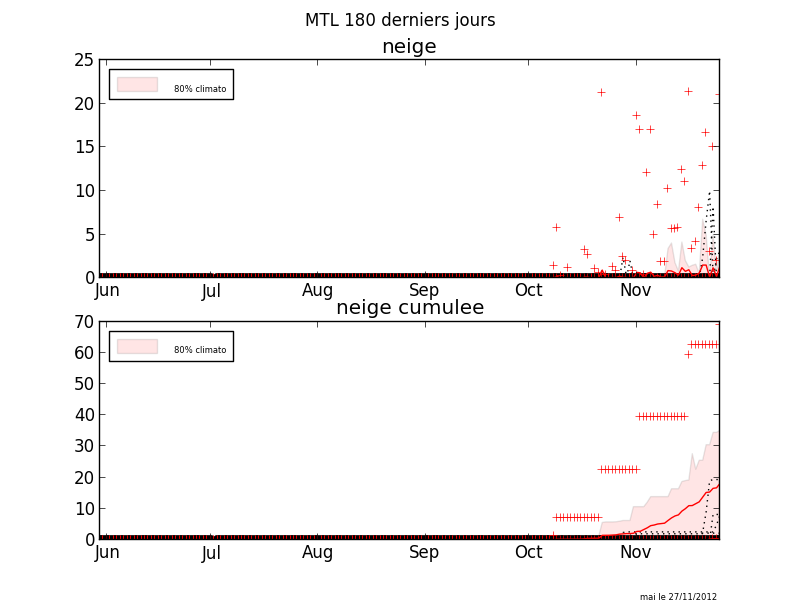 MTL 180 derniers jours
neige
25
20
15
10
5
0
80% climato
Jun Jul Aug Sep Oct Nov
neige cumulee
70
60
50
40
30
20
10
0
80% climato
Jun Jul Aug Sep Oct Nov
maj le 27/11/2012